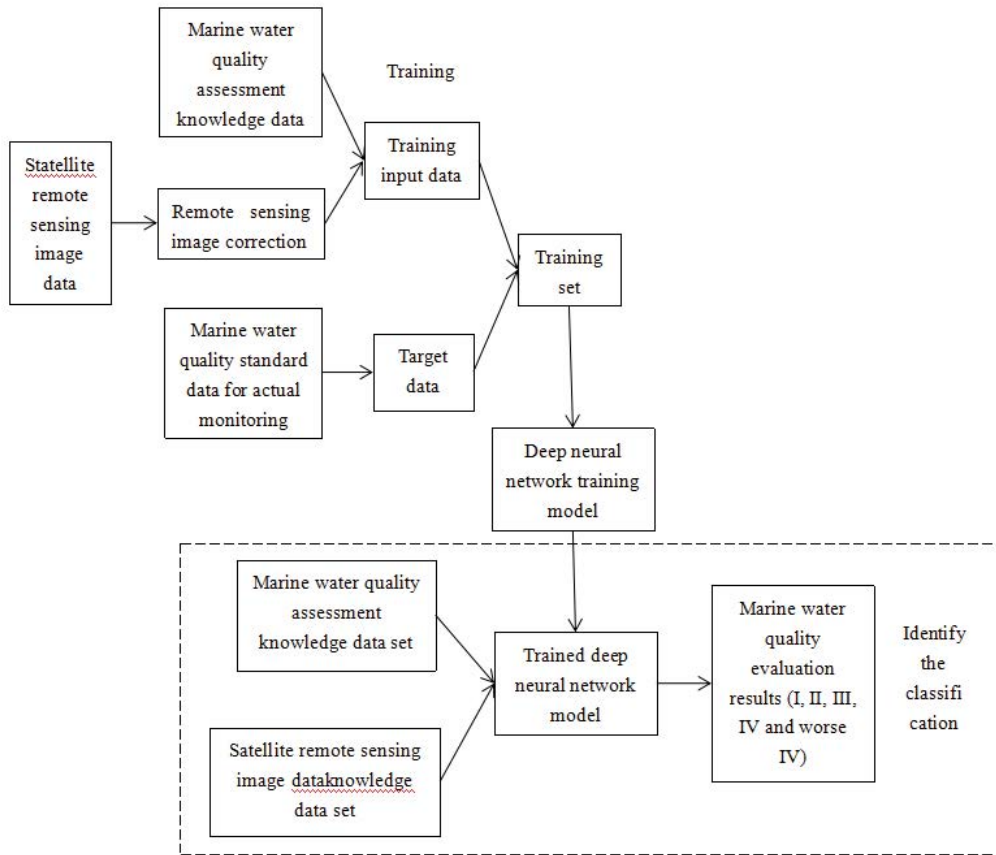 Marine water
quality
assessment
knowledge data
Training
Training
input data
Statellite
remote
sensing
image
data
Remote sensing
image correction
Training
set
Marine water
quality standard
data for actual
monitoring
Target
data
Deep neural
network training
model
Marine water quality
assessment
knowledge data set
Trained deep
neural network
model
Marine water
quality
evaluation
results (I, II, III,
IV and worse
IV)
Identify
the
classifi
cation
Satellite remote sensing
image dataknowledge
data set